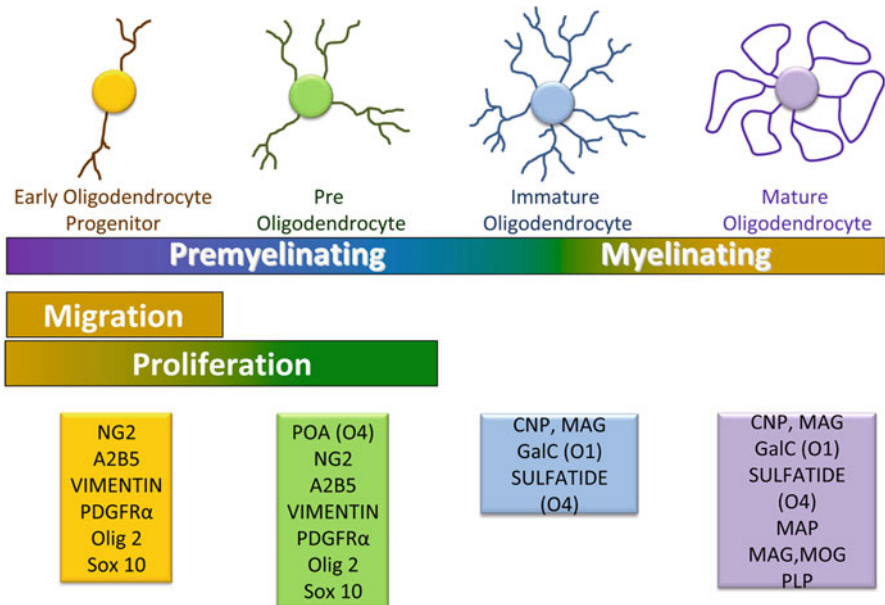 Early Oligodendrocyte
Progenitor
Pre
Oligodendrocyte
Immature
Oligodendrocyte
Mature
Oligodendrocyte
Premyelinating
Myelinating
Migration
Proliferation
NG2
A2B5
VIMENTIN
PDGFRα
Olig 2
Sox 10
POA (O4)
NG2
A2B5
VIMENTIN
PDGFRα
Olig 2
Sox 10
CNP, MAG
GalC (O1)
SULFATIDE
(O4)
CNP, MAG
GalC (O1)
SULFATIDE
(O4)
MAP
MAG,MOG
PLP